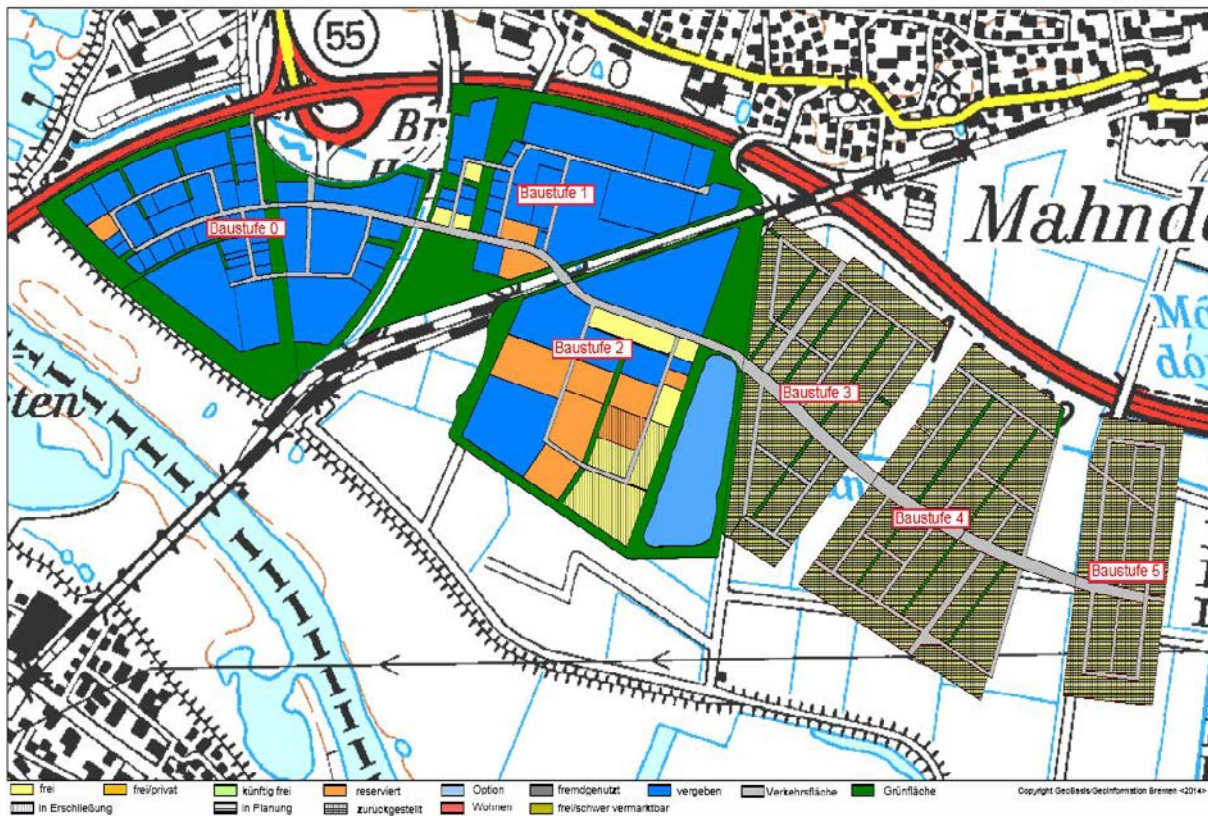 55
Br
Mahndo
Baustufe 1
Baustufe 0
Baustufe 2
Baustufe 3
ten
Baustufe 4
Baustufe 5
frei
frei/privat
künftig frei
reserviert
Option
fremdgenutzt
vergeben
Verkehrsfläche
Grünfläche
Copyright GeoBasis/GeoInformation Bremen <2014>
in Erschließung
in Planung
zurückgestellt
Wohnen
frei/schwer vermarktbar